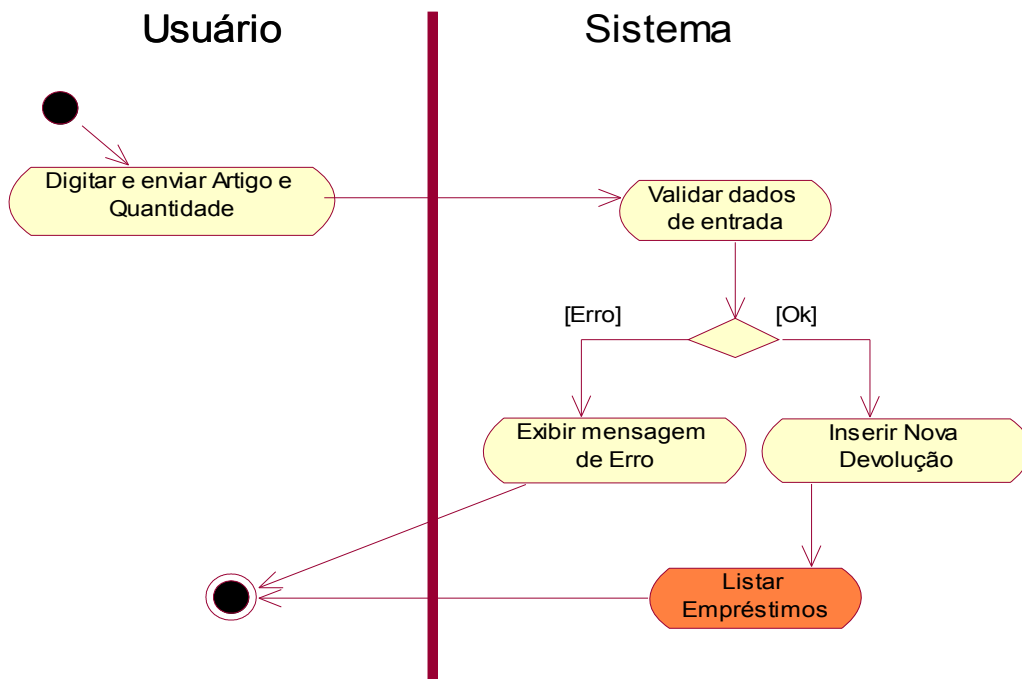 Usuário
Sistema
Digitar e enviar Artigo e
Quantidade
Validar dados
de entrada
[Erro]
[Ok]
Exibir mensagem
de Erro
Inserir Nova
Devolução
Listar
Empréstimos